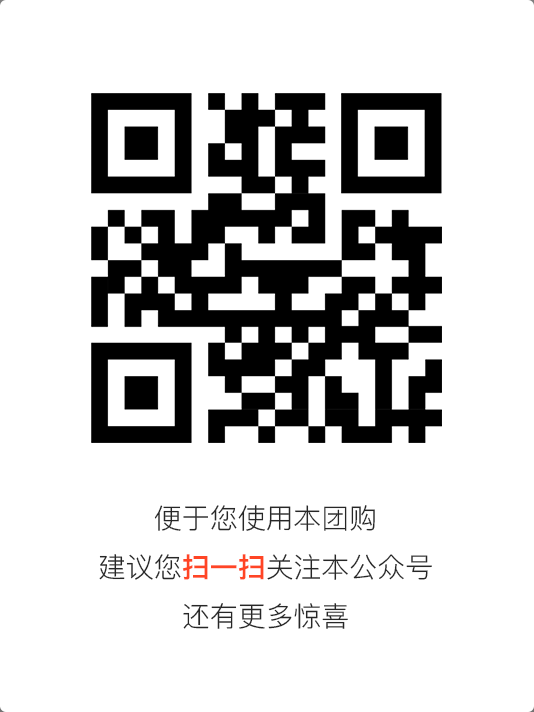 便于您使用本团购
建议您扫一扫关注本公众号
还有更多惊喜